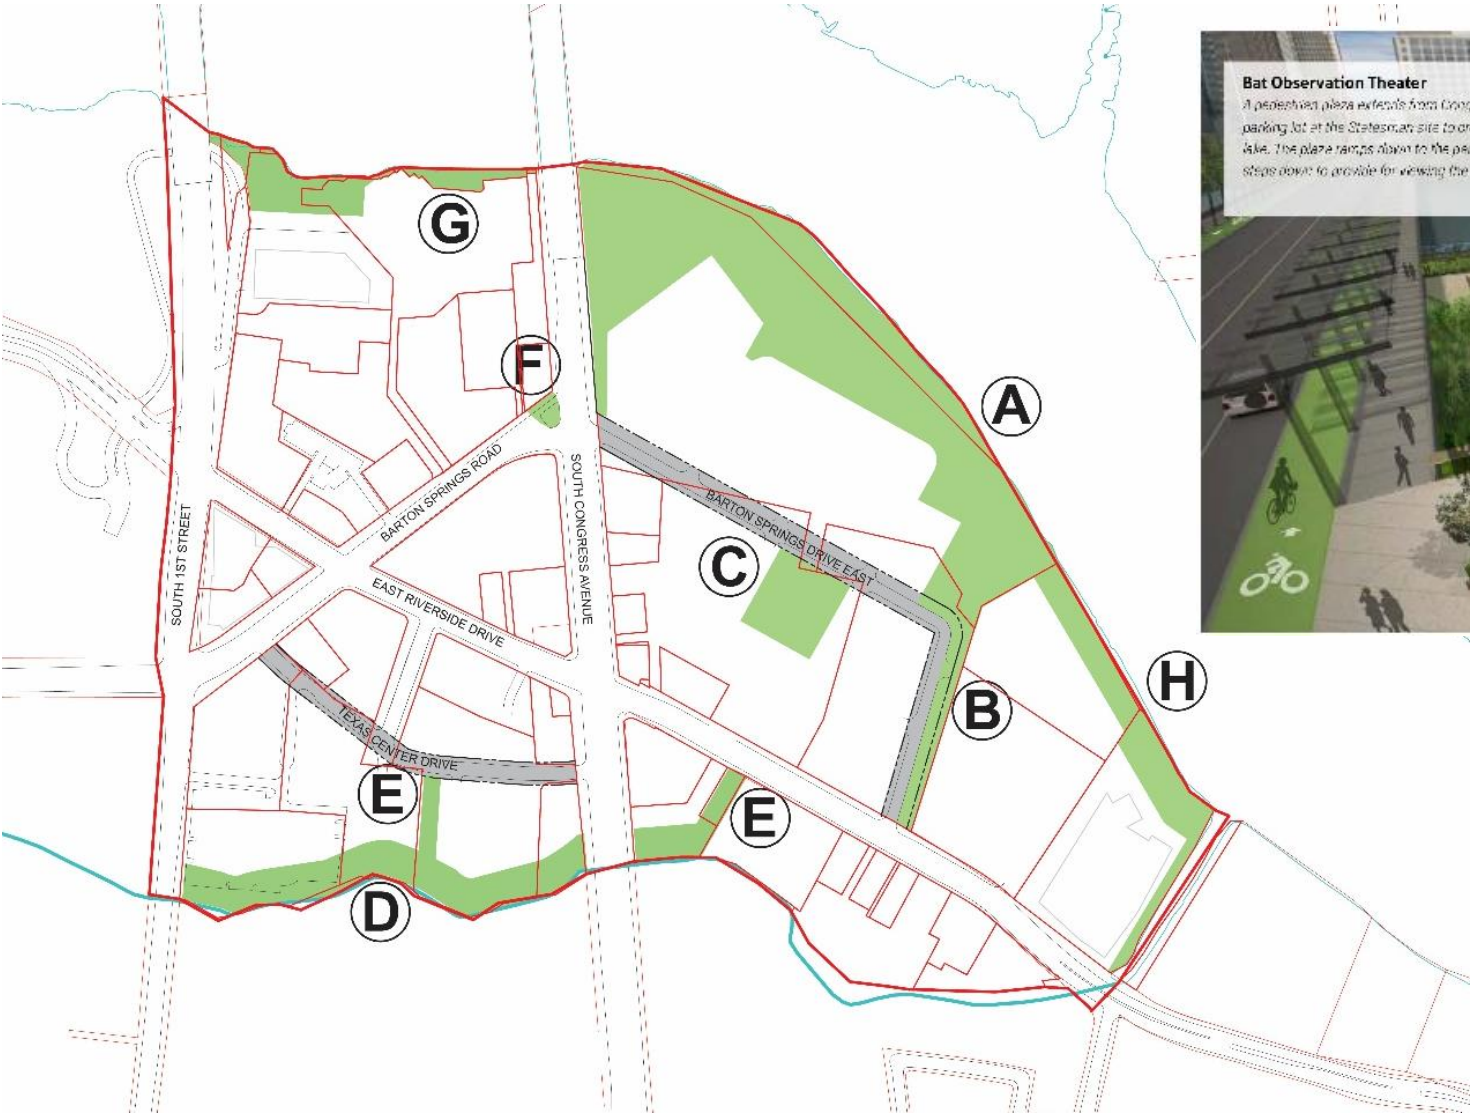 Bat Observation Theater
A pedestrian plaza extends from Cong
parking lot at the Statesman site to
lake. The plaza ramps down to the
steps down to provide for viewing the
G
F
A
BARTON SPRINGS ROAD
SOUTH CONGRESS AVENUE
SOUTH 1ST STREET
BARTON SPRINGS DRIVE EAST
C
EAST RIVERSIDE DRIVE
H
B
TEXAS CENTER DRIVE
E
E
D